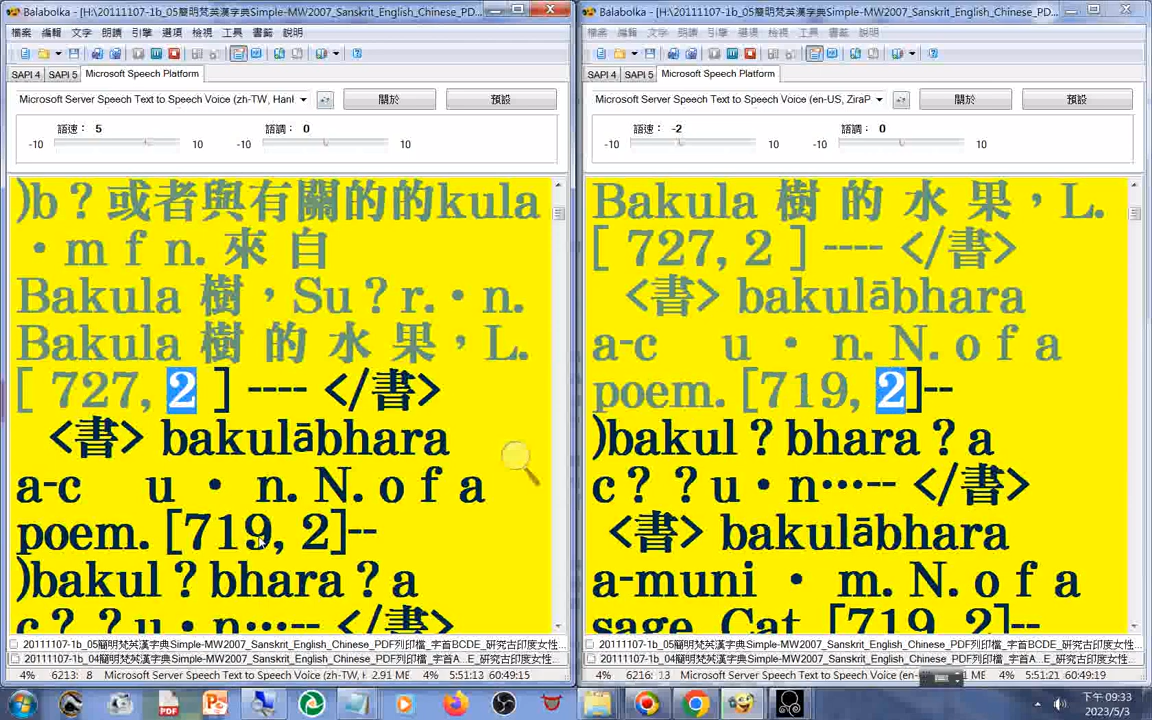 Balabolka - [H:\20111107-1b_05簡明梵英漢字典Simple-MW2007_Sanskrit_English_Chinese_PD...
檔案 編輯 文字 朗讀 引擎 選項 檢視 工具 書籤 說明
SAPI 4 SAPI 5 Microsoft Speech Platform
Microsoft Server Speech Text to Speech Voice (zh-TW, Hanl 關於 預設
語速： 5 語調： 0
-10 10 -10 10
)b？或者與有關的的kula
・m f n. 來 自
Bakula 樹，Su？r.・n.
Bakula 樹 的 水 果，L.
[ 727, 2 ] ---- </書>
<書> bakulābhara
a-c u ・ n. N. o f a
poem. [719, 2]--
)bakul？bhara？a
c？？u・n…-- </書>
20111107-1b_05簡明梵英漢字典Simple-MW2007_Sanskrit_English_Chinese_PDF列印檔_字首BCDE_研究古印度女性...
20111107-1b_04簡明梵英漢字典Simple-MW2007_Sanskrit_English_Chinese_PDF列印檔_字首A...E_研究古印度女性...
4% 6213: 8 Microsoft Server Speech Text to Speech Voice (zh-TW, 2.91 ME 4% 5:51:13 60:49:15
Balabolka - [H:\20111107-1b_05簡明梵英漢字典Simple-MW2007_Sanskrit_English_Chinese_PD...
檔案 編輯 文字 朗讀 引擎 選項 檢視 工具 書籤 說明
SAPI 4 SAPI 5 Microsoft Speech Platform
Microsoft Server Speech Text to Speech Voice (en-US, ZiraP 關於 預設
語速： -2 語調： 0
-10 10 -10 10
Bakula 樹 的 水 果，L.
[ 727, 2 ] ---- </書>
<書> bakulābhara
a-c u ・ n. N. o f a
poem. [719, 2]--
)bakul？bhara？a
c？？u・n…-- </書>
<書> bakulābhara
a-muni ・ m. N. o f a
sage, Cat. [719, 2]--
20111107-1b_05簡明梵英漢字典Simple-MW2007_Sanskrit_English_Chinese_PDF列印檔_字首BCDE_研究古印度女性...
20111107-1b_04簡明梵英漢字典Simple-MW2007_Sanskrit_English_Chinese_PDF列印檔_字首A...E_研究古印度女性...
4% 6216: 13 Microsoft Server Speech Text to Speech Voice (en-US ME 4% 5:51:21 60:49:19
下午 09:33
2023/5/3